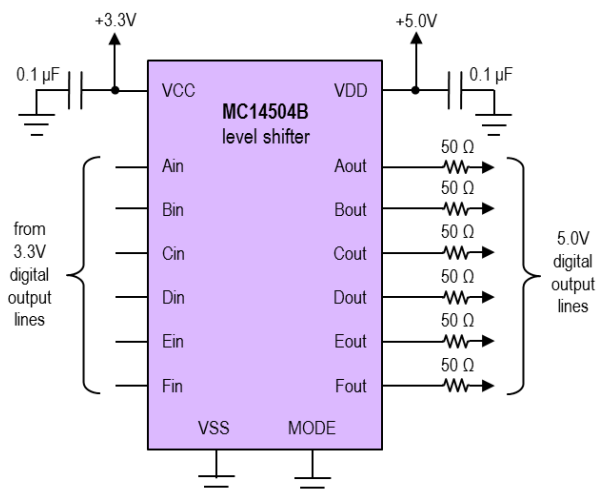 +3.3V
+5.0V
0.1 µF
0.1 µF
VCC
VDD
MC14504B
level shifter
50 Ω
Ain
Aout
50 Ω
Bin
Bout
50 Ω
Cin
Cout
50 Ω
Din
Dout
50 Ω
Ein
Eout
50 Ω
Fin
Fout
from
3.3V
digital
output
lines
5.0V
digital
output
lines
VSS
MODE